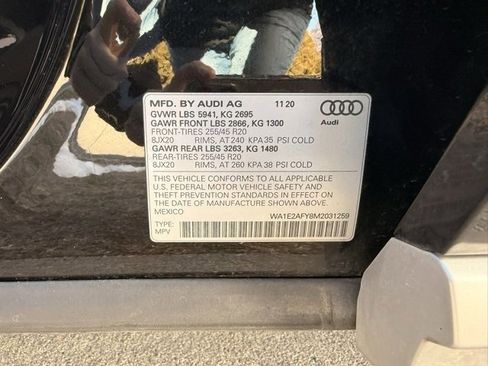 MFD. BY AUDI AG 11 20
GVWR LBS 5941, KG 2695
GAWR FRONT LBS 2866, KG 1300
FRONT-TIRES 255/45 R20
8JX20 RIMS, AT 240 KPA 35 PSI COLD
GAWR REAR LBS 3263, KG 1480
REAR-TIRES 255/45 R20
8JX20 RIMS, AT 260 KPA 38 PSI COLD
THIS VEHICLE CONFORMS TO ALL APPLICABLE
U.S. FEDERAL MOTOR VEHICLE SAFETY AND
THEFT PREVENTION STANDARDS IN EFFECT ON
THE DATE OF MANUFACTURE SHOWN ABOVE.
MEXICO
WA1E2AFY8M2031259
TYPE:
MPV
Audi